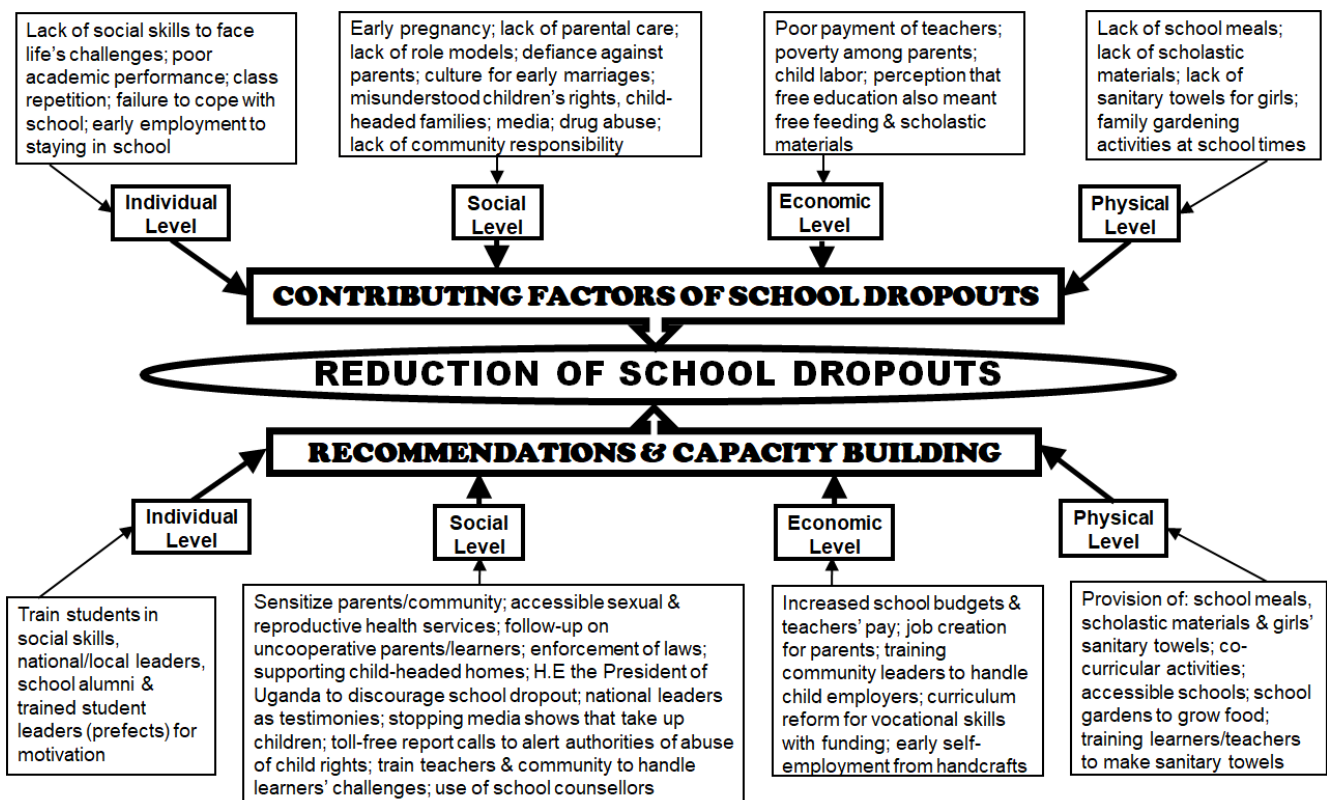 Lack of social skills to face
life's challenges; poor
academic performance; class
repetition; failure to cope with
school; early employment to
staying in school
Early pregnancy; lack of parental care;
lack of role models; defiance against
parents; culture for early marriages;
misunderstood children's rights, child-
headed families; media; drug abuse;
lack of community responsibility
Poor payment of teachers;
poverty among parents;
child labor; perception that
free education also meant
free feeding & scholastic
materials
Lack of school meals;
lack of scholastic
materials; lack of
sanitary towels for girls;
family gardening
activities at school times
Individual
Level
Social
Level
Economic
Level
Physical
Level
CONTRIBUTING FACTORS OF SCHOOL DROPOUTS
REDUCTION OF SCHOOL DROPOUTS
RECOMMENDATIONS & CAPACITY BUILDING
Individual
Level
Social
Level
Economic
Level
Physical
Level
Train students in
social skills,
national/local leaders,
school alumni &
trained student
leaders (prefects) for
motivation
Sensitize parents/community; accessible sexual &
reproductive health services; follow-up on
uncooperative parents/learners; enforcement of laws;
supporting child-headed homes; H.E the President of
Uganda to discourage school dropout; national leaders
as testimonies; stopping media shows that take up
children; toll-free report calls to alert authorities of abuse
of child rights; train teachers & community to handle
learners' challenges; use of school counsellors
Increased school budgets &
teachers' pay; job creation
for parents; training
community leaders to handle
child employers; curriculum
reform for vocational skills
with funding; early self-
employment from handcrafts
Provision of: school meals,
scholastic materials & girls'
sanitary towels; co-
curricular activities;
accessible schools; school
gardens to grow food;
training learners/teachers
to make sanitary towels